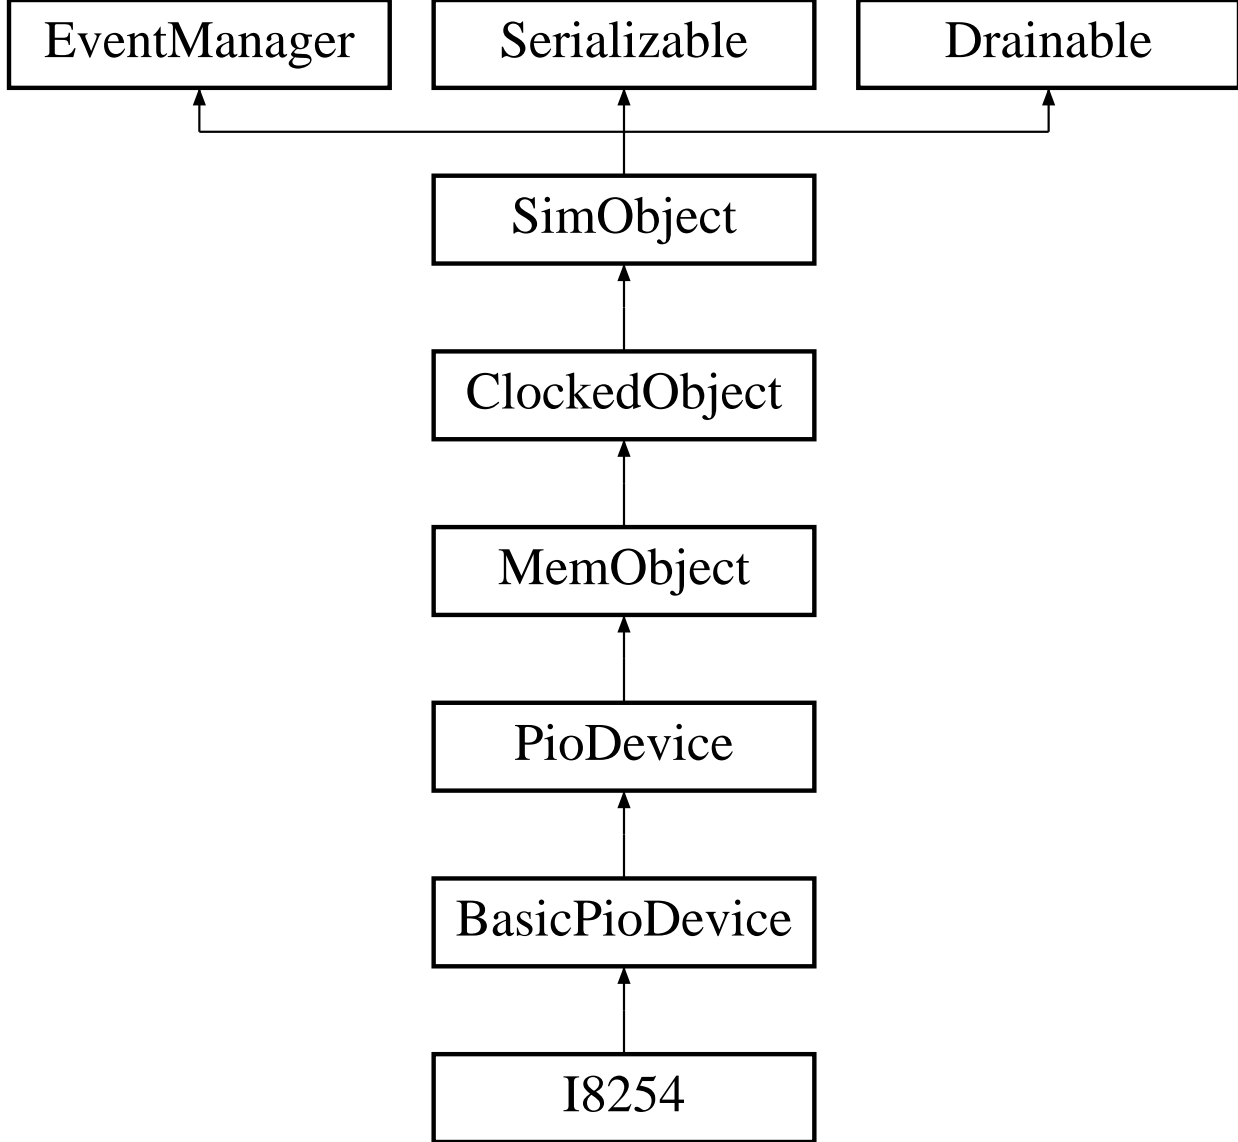 EventManager
Serializable
Drainable
SimObject
ClockedObject
MemObject
PioDevice
BasicPioDevice
I8254